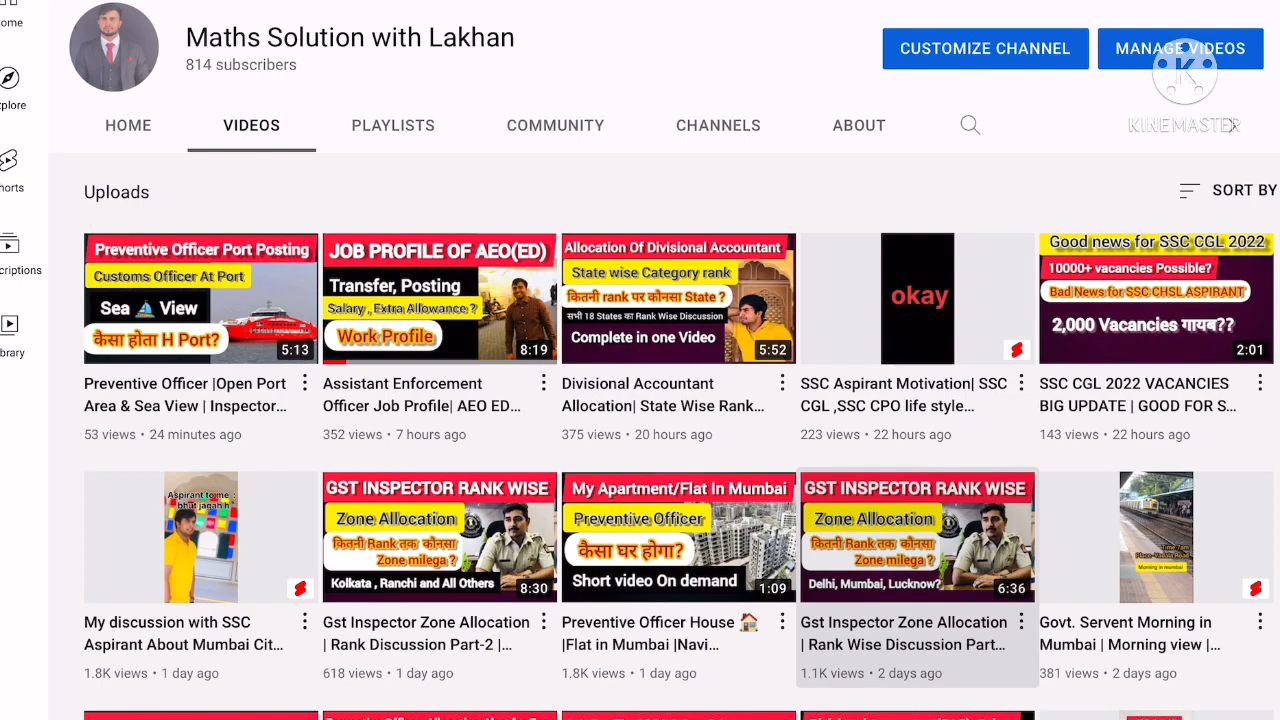 Maths Solution with Lakhan
814 subscribers
CUSTOMIZE CHANNEL
MANAGE VIDEOS
KINEMASTER
ome
xplore
horts
criptions
brary
HOME
VIDEOS
PLAYLISTS
COMMUNITY
CHANNELS
ABOUT
Uploads
SORT BY
Preventive Officer Port Posting
Customs Officer At Port
Sea View
कैसा होता H Port?
5:13
Preventive Officer |Open Port
Area & Sea View | Inspector...
53 views • 24 minutes ago
JOB PROFILE OF AEO(ED)
Transfer, Posting
Salary , Extra Allowance ?
Work Profile
8:19
Assistant Enforcement
Officer Job Profile| AEO ED...
352 views • 7 hours ago
Allocation Of Divisional Accountant
State wise Category rank
कितनी rank पर कौनसा State ?
सभी 18 States का Rank Wise Discussion
Complete in one Video
5:52
Divisional Accountant
Allocation| State Wise Rank...
375 views • 20 hours ago
okay
SSC Aspirant Motivation| SSC
CGL ,SSC CPO life style...
223 views • 22 hours ago
Good news for SSC CGL 2022
10000+ vacancies Possible?
Bad News for SSC CHSL ASPIRANT
2,000 Vacancies गायब??
2:01
SSC CGL 2022 VACANCIES
BIG UPDATE | GOOD FOR S...
143 views • 22 hours ago
Aspirant to me :
bhut jagah h
My discussion with SSC
Aspirant About Mumbai Cit...
1.8K views • 1 day ago
GST INSPECTOR RANK WISE
Zone Allocation
कितनी Rank तक कौनसा
Zone milega ?
Kolkata , Ranchi and All Others
8:30
Gst Inspector Zone Allocation
| Rank Discussion Part-2 |...
618 views • 1 day ago
My Apartment/Flat In Mumbai
Preventive Officer
कैसा घर होगा?
Short video On demand
1:09
Preventive Officer House 🏠
|Flat in Mumbai |Navi...
1.8K views • 1 day ago
GST INSPECTOR RANK WISE
Zone Allocation
कितनी Rank तक कौनसा
Zone milega ?
Delhi, Mumbai, Lucknow?
6:36
Gst Inspector Zone Allocation
| Rank Wise Discussion Part...
1.1K views • 2 days ago
Time 7am
Place- Vadala Road
Morning in mumbai
Govt. Servent Morning in
Mumbai | Morning view |...
381 views • 2 days ago